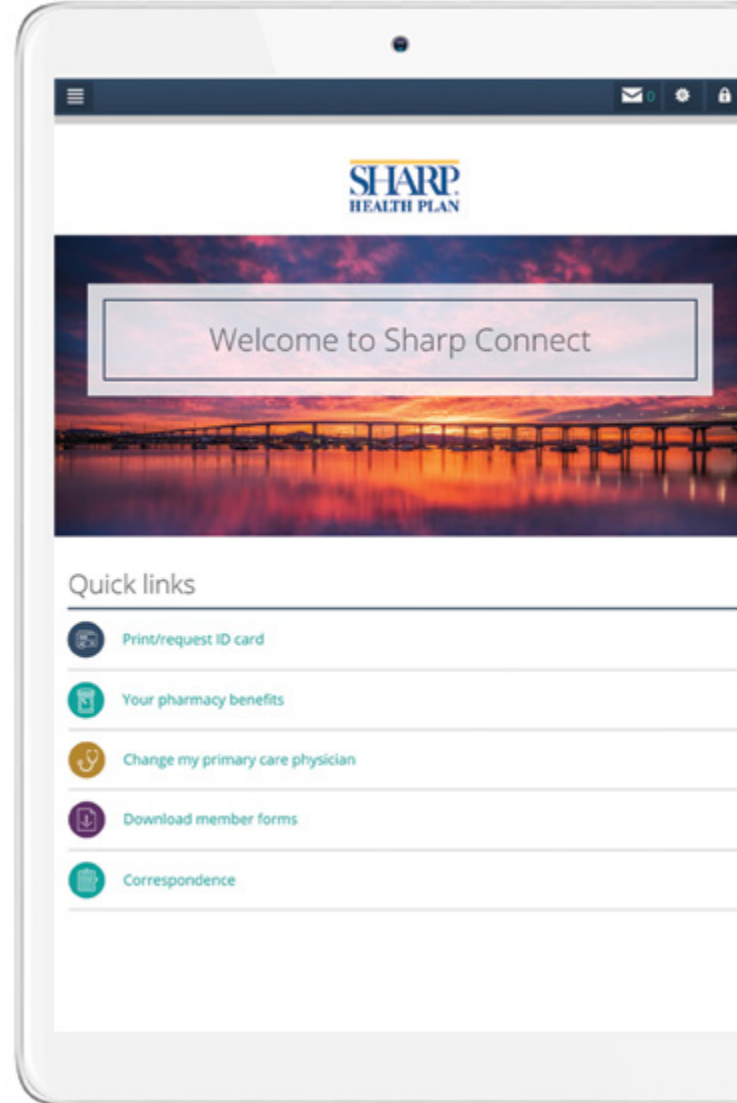 0
SHARP
HEALTH PLAN
Welcome to Sharp Connect
Quick links
Print/request ID card
Your pharmacy benefits
Change my primary care physician
Download member forms
Correspondence